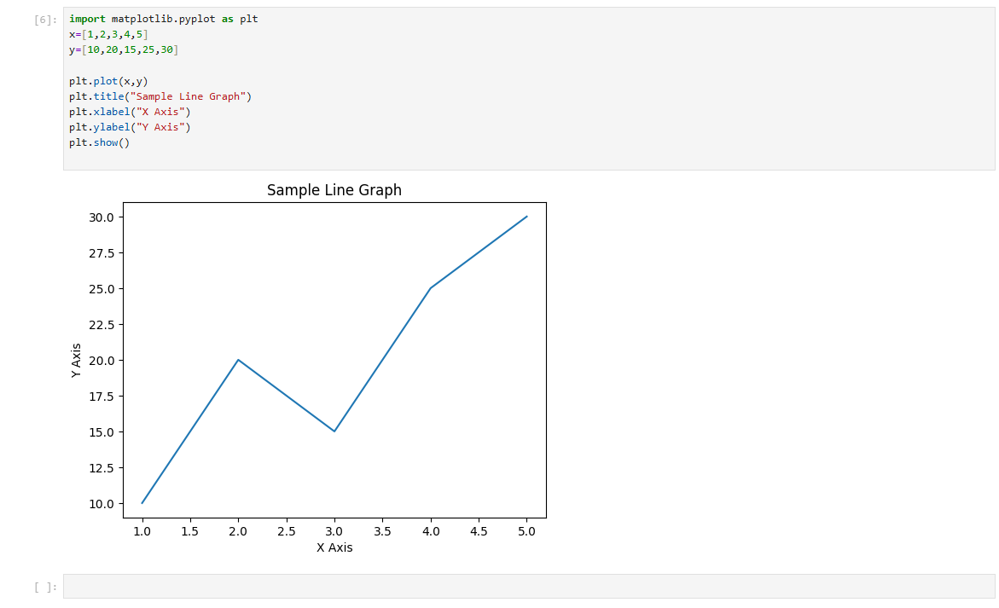 [6]: import matplotlib.pyplot as plt
x=[1,2,3,4,5]
y=[10,20,15,25,30]
plt.plot(x,y)
plt.title("Sample Line Graph")
plt.xlabel("X Axis")
plt.ylabel("Y Axis")
plt.show()
Sample Line Graph
30.0
27.5
25.0
22.5
20.0
17.5
15.0
12.5
10.0
Y Axis
1.0 1.5 2.0 2.5 3.0 3.5 4.0 4.5 5.0
X Axis
[ ]: